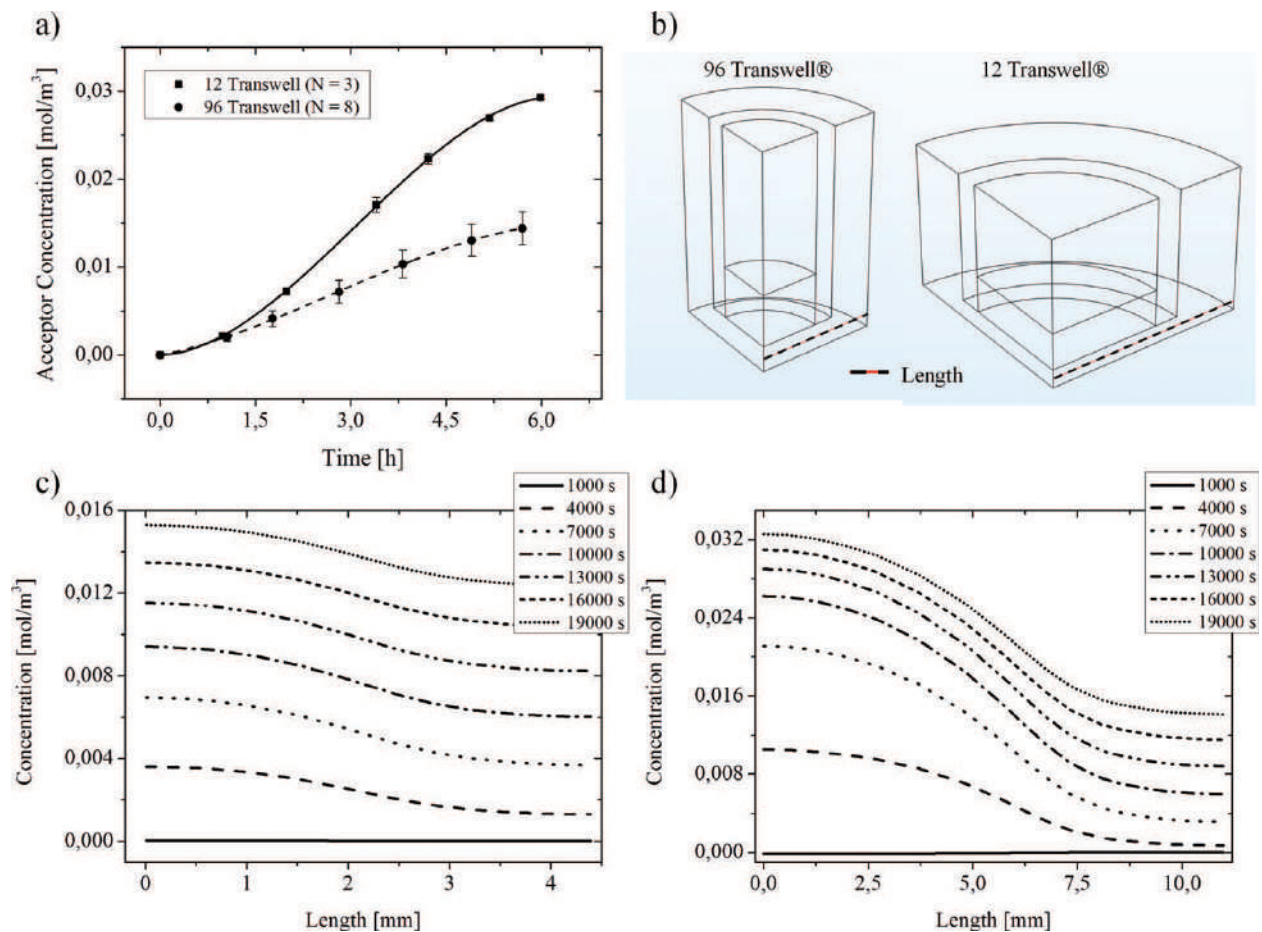 a)
12 Transwell (N = 3)
96 Transwell (N = 8)
Acceptor Concentration [mol/m³]
0,03
0,02
0,01
0,00
0,0
1,5
3,0
4,5
6,0
Time [h]
b)
96 Transwell®
12 Transwell®
Length
c)
1000 s
4000 s
7000 s
10000 s
13000 s
16000 s
19000 s
Concentration [mol/m³]
0,016
0,012
0,008
0,004
0,000
0
1
2
3
4
Length [mm]
d)
1000 s
4000 s
7000 s
10000 s
13000 s
16000 s
19000 s
Concentration [mol/m³]
0,032
0,024
0,016
0,008
0,000
0,0
2,5
5,0
7,5
10,0
Length [mm]